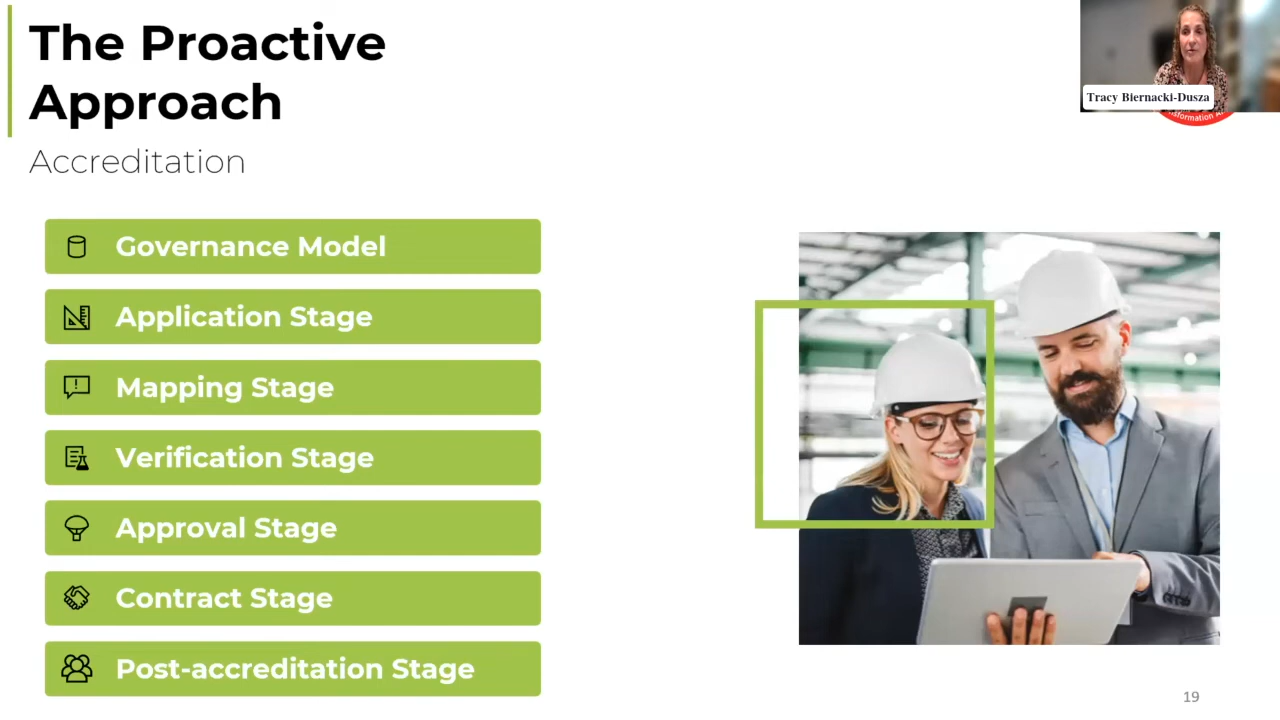 The Proactive
Approach
Accreditation
Governance Model
Application Stage
Mapping Stage
Verification Stage
Approval Stage
Contract Stage
Post-accreditation Stage
Tracy Biernacki-Dusza
19